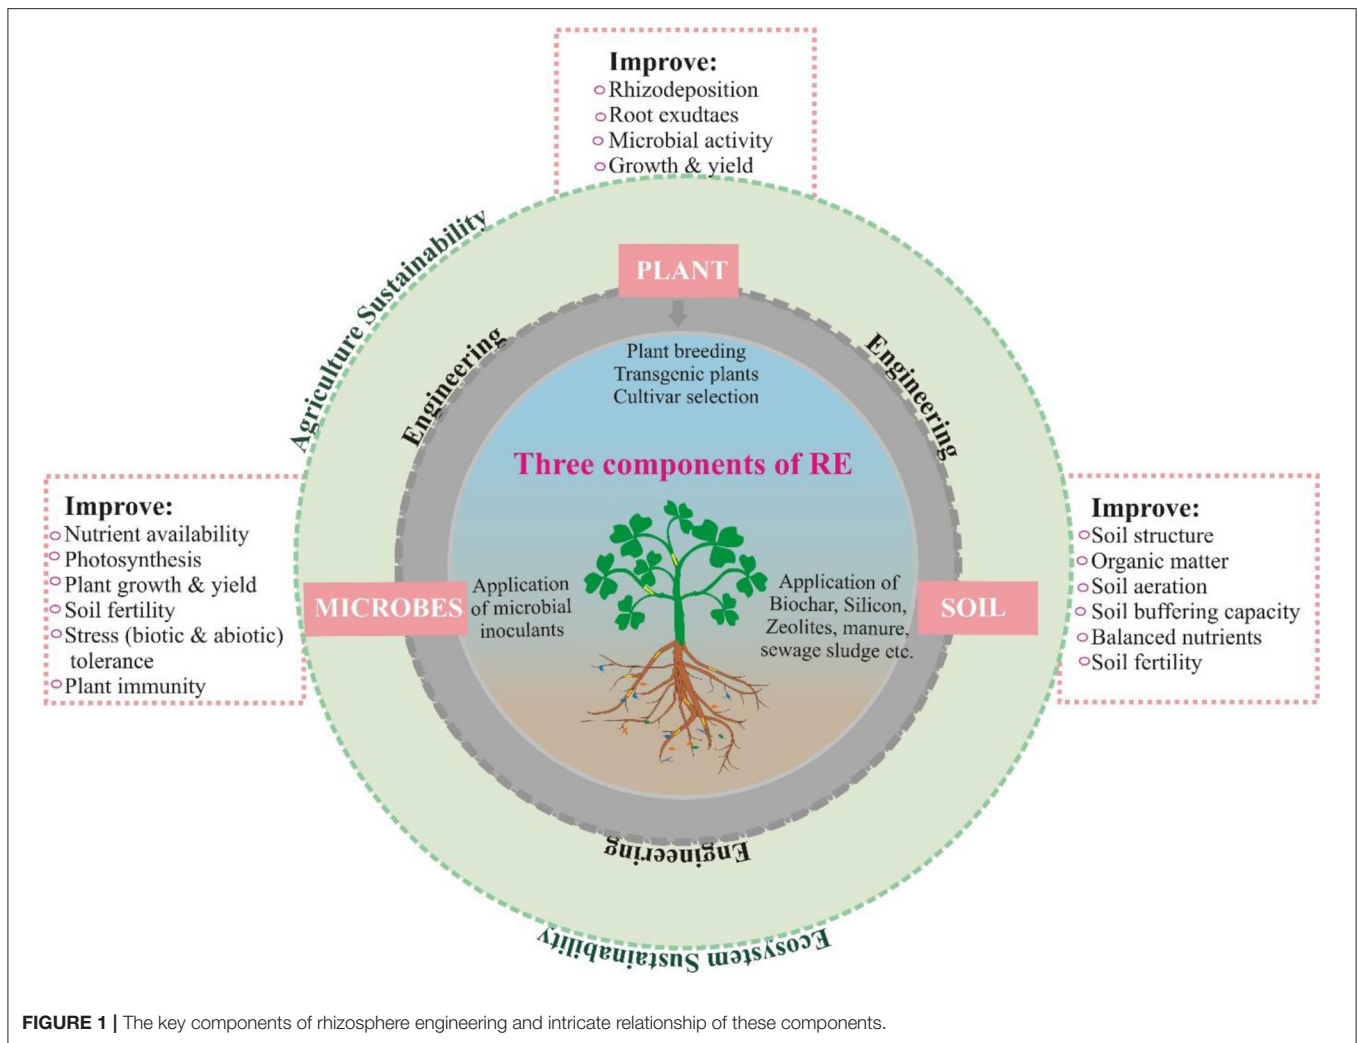 Improve:
Rhizodeposition
Root exudtaes
Microbial activity
Growth & yield
Agriculture Sustainability
Engineering
PLANT
Engineering
Plant breeding
Transgenic plants
Cultivar selection
Three components of RE
Improve:
Nutrient availability
Photosynthesis
Plant growth & yield
Soil fertility
Stress (biotic & abiotic)
tolerance
Plant immunity
MICROBES
Application
of microbial
inoculants
Application of
Biochar, Silicon,
Zeolites, manure,
sewage sludge etc.
SOIL
Improve:
Soil structure
Organic matter
Soil aeration
Soil buffering capacity
Balanced nutrients
Soil fertility
Engineering
Ecosystem Sustainability
FIGURE 1 | The key components of rhizosphere engineering and intricate relationship of these components.